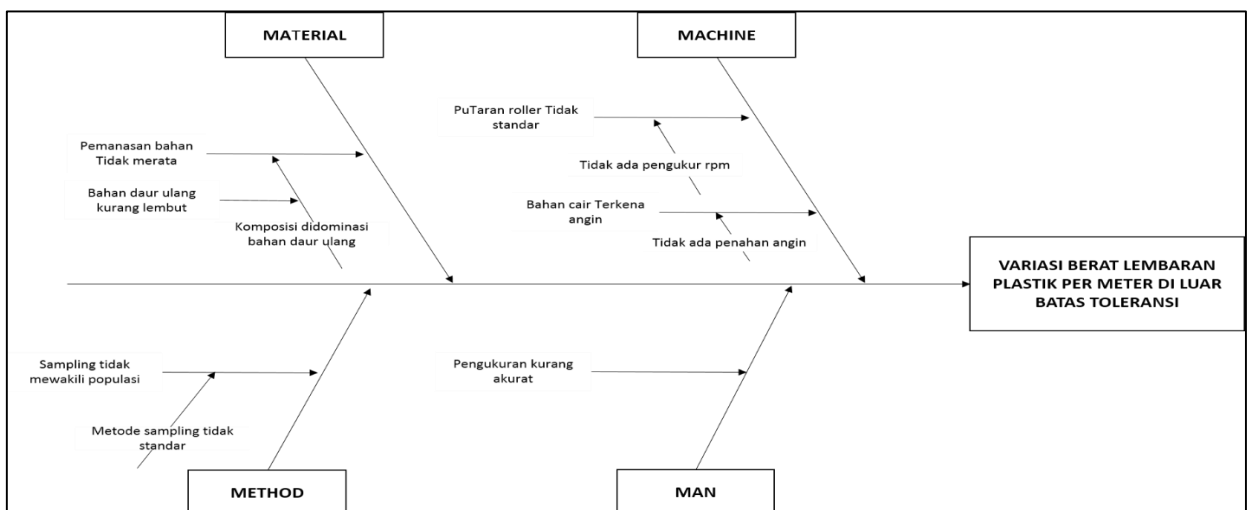 MATERIAL
MACHINE
PuTaran roller Tidak
standar
Pemanasan bahan
Tidak merata
Tidak ada pengukur rpm
Bahan daur ulang
kurang lembut
Bahan cair Terkena
angin
Komposisi didominasi
bahan daur ulang
Tidak ada penahan angin
VARIASI BERAT LEMBARAN
PLASTIK PER METER DI LUAR
BATAS TOLERANSI
Sampling tidak
mewakili populasi
Pengukuran kurang
akurat
Metode sampling tidak
standar
METHOD
MAN